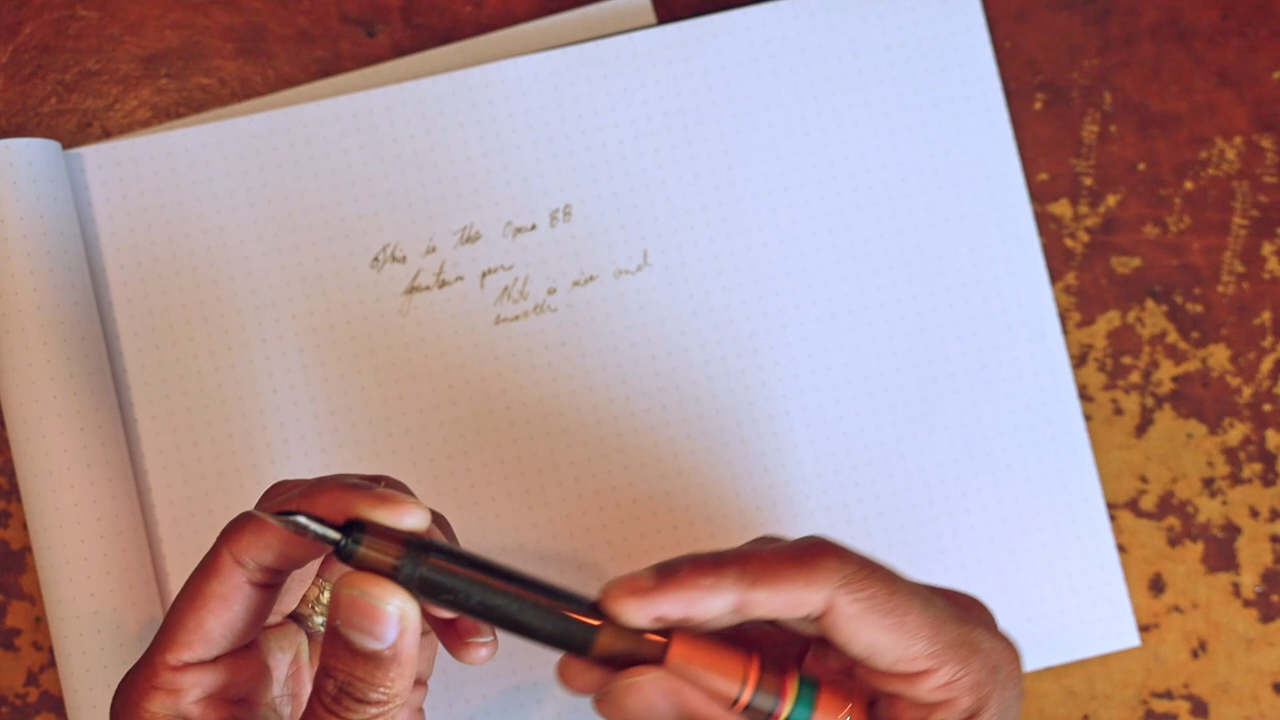 This is the Opus 88
fountain pen
Nib is nice and
smooth